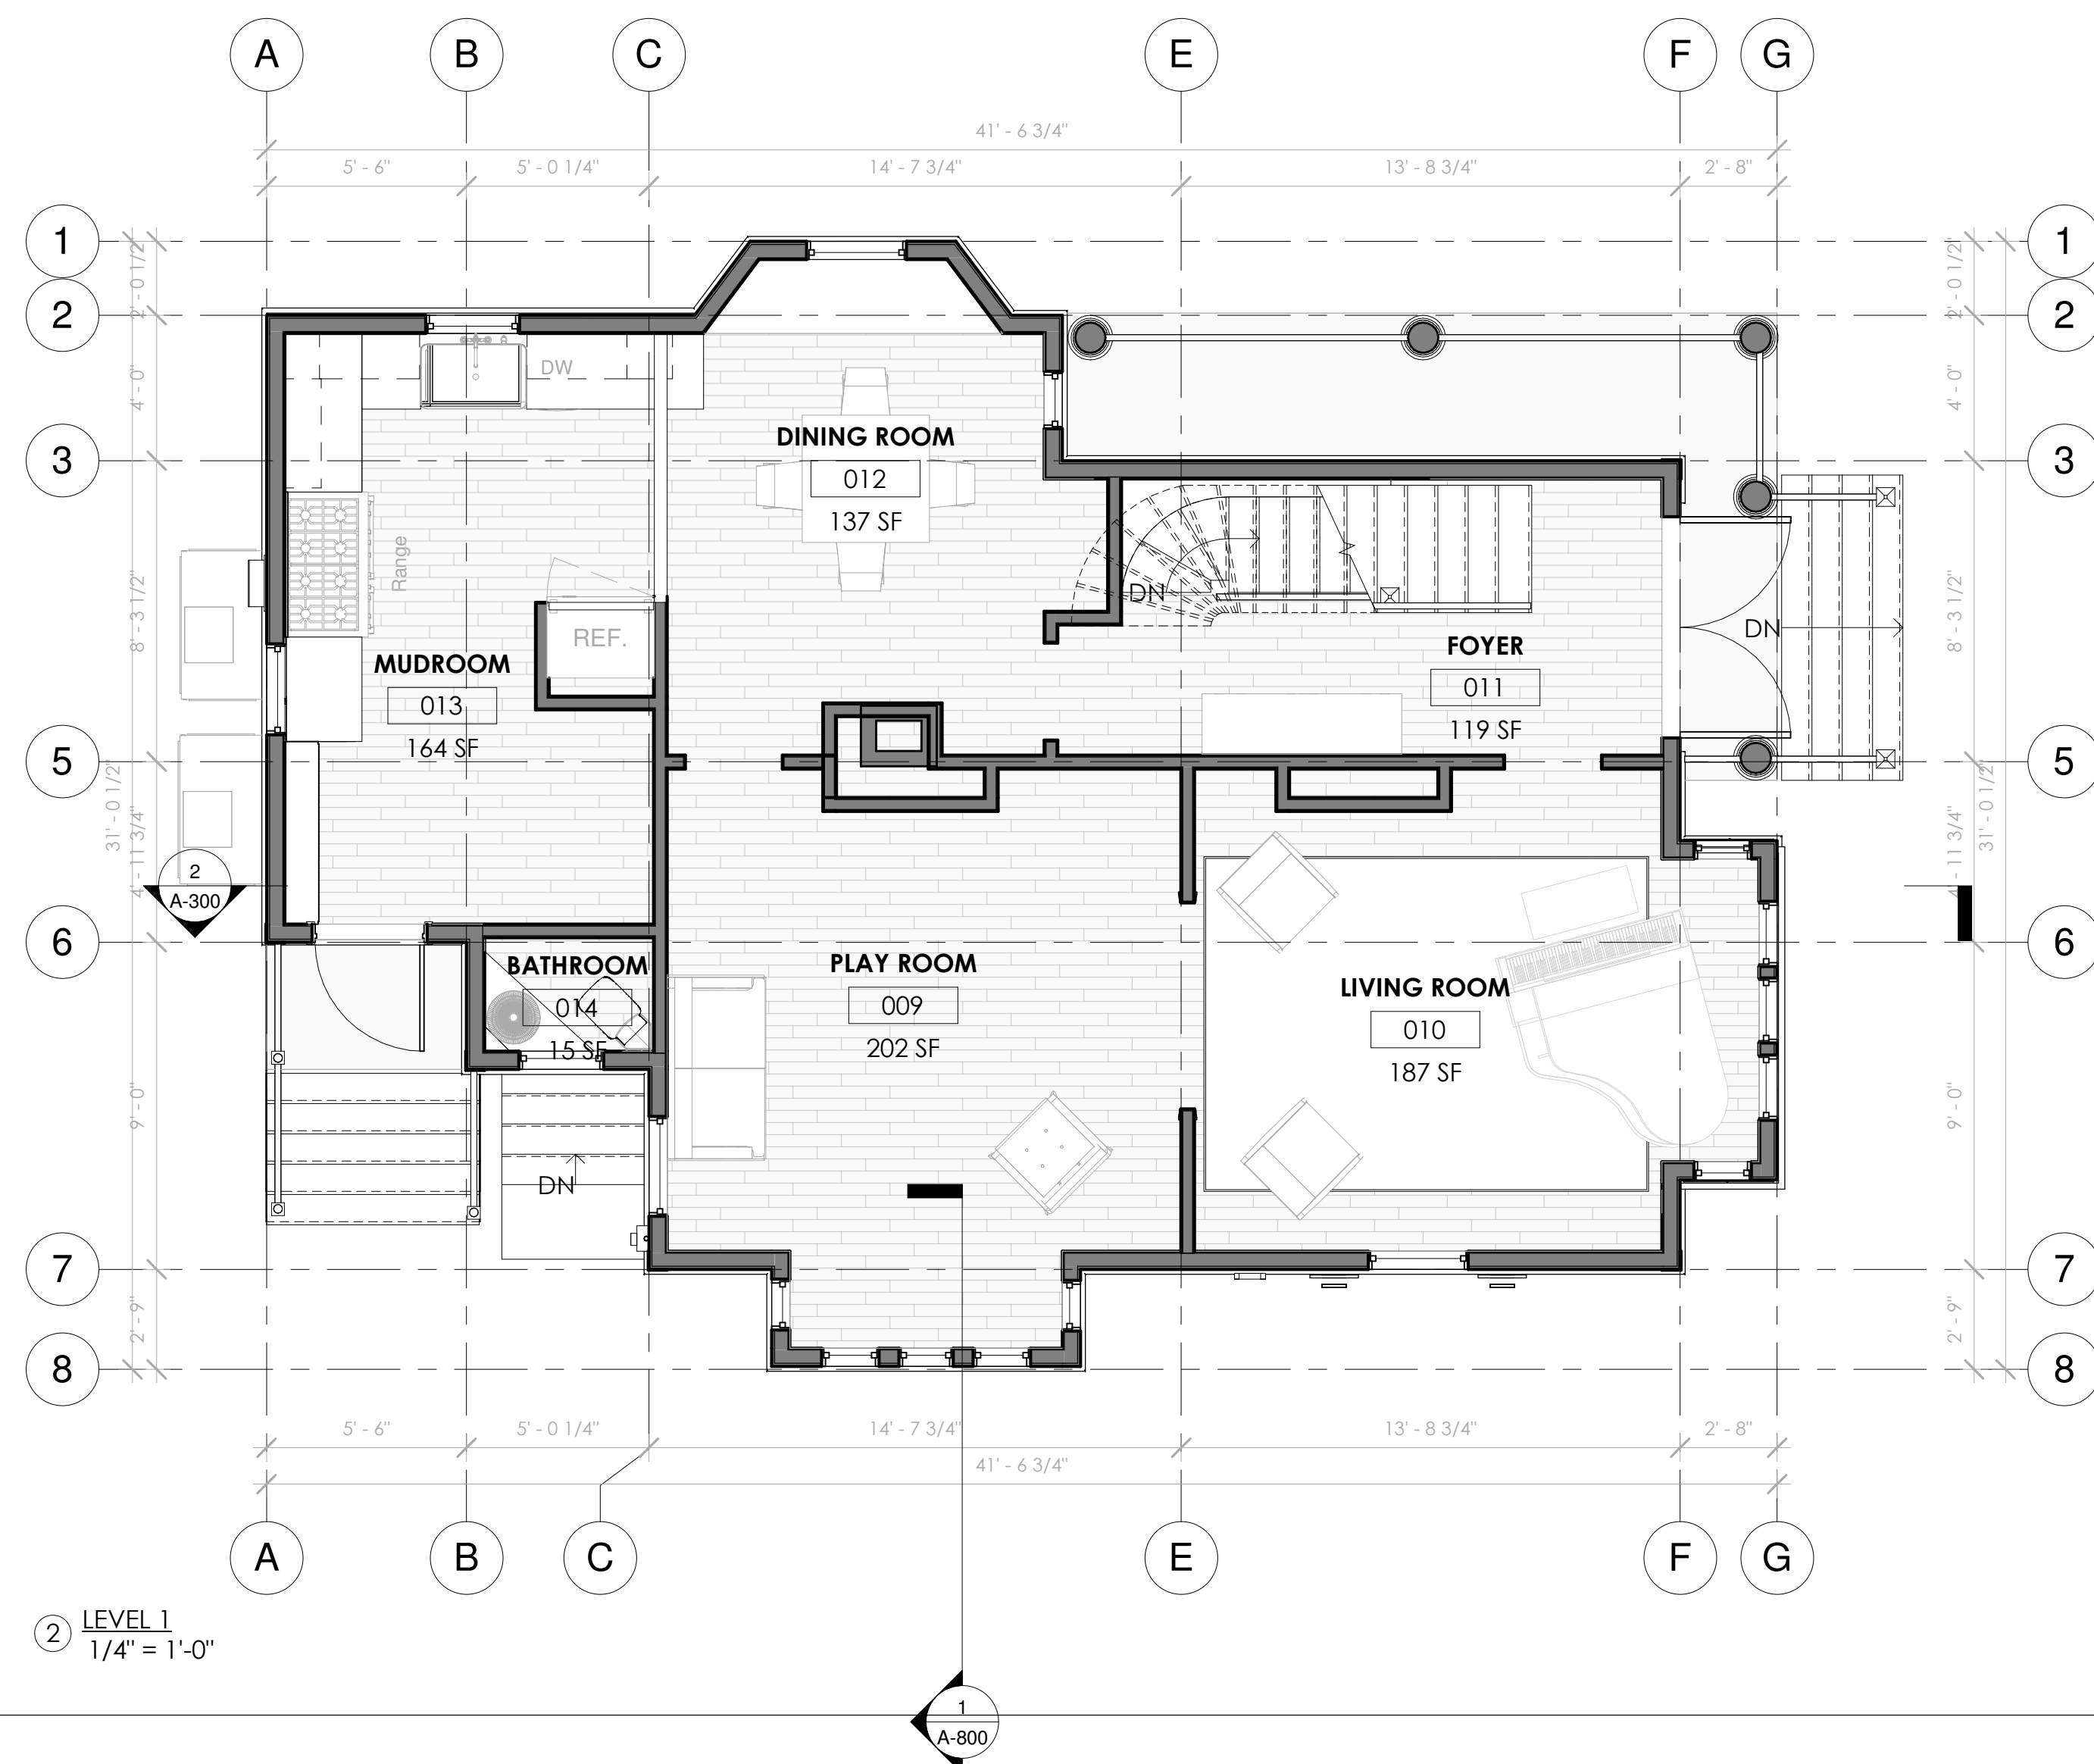 A B C E F G
41' - 6 3/4"
5' - 6" 5' - 0 1/4" 14' - 7 3/4" 13' - 8 3/4" 2' - 8"
1 1
2' - 0 1/2" 2' - 0 1/2"
2 2
4' - 0" 4' - 0"
DW
DINING ROOM
012
137 SF
3 3
Range
8' - 3 1/2" 8' - 3 1/2"
DN
REF.
DN
FOYER
011
119 SF
MUDROOM
013
164 SF
5 5
31' - 0 1/2" 31' - 0 1/2"
4' - 11 3/4" 4' - 11 3/4"
2
A-300
6 6
BATHROOM
014
15 SF
PLAY ROOM
009
202 SF
LIVING ROOM
010
187 SF
9' - 0" 9' - 0"
DN
7 7
2' - 9" 2' - 9"
8 8
5' - 6" 5' - 0 1/4" 14' - 7 3/4" 13' - 8 3/4" 2' - 8"
41' - 6 3/4"
A B C E F G
2 LEVEL 1
1/4" = 1'-0"
1
A-800